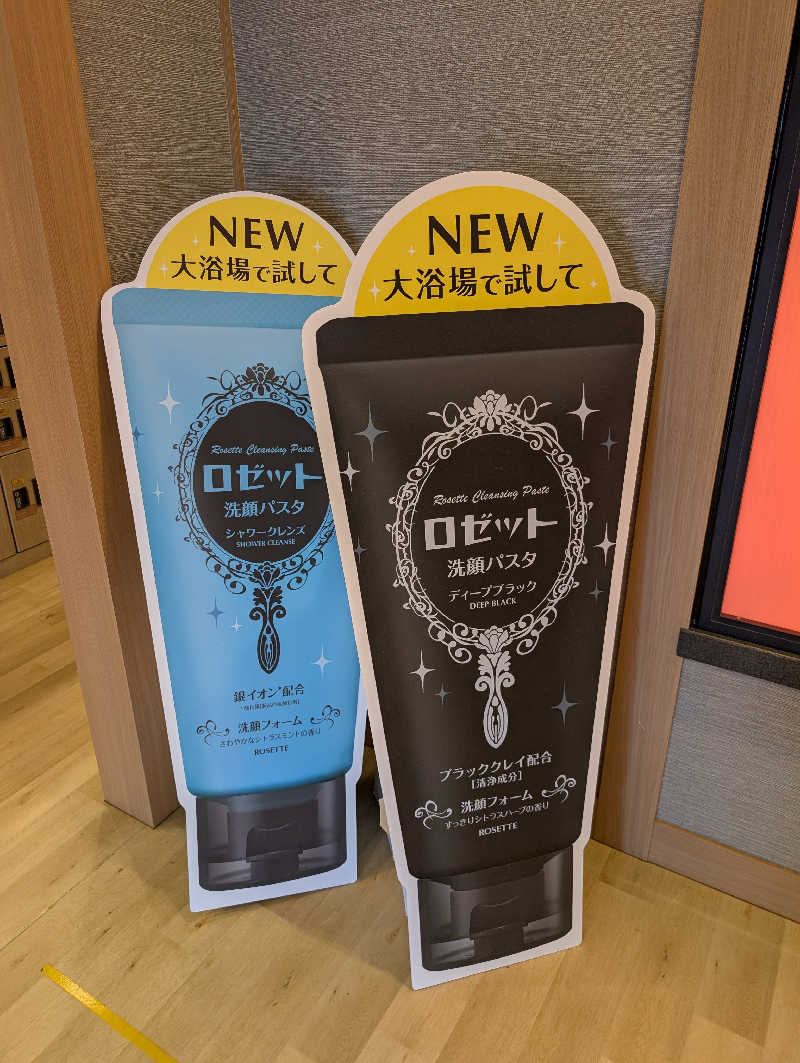 NEW
大浴場で試して
Rosette Cleansing Paste
ロゼット
洗顔パスタ
シャワークレンズ
SHOWER CLEANSE
銀イオン*配合
洗顔フォーム
さわやかなシトラスミントの香り
ROSETTE
NEW
大浴場で試して
Rosette Cleansing Paste
ロゼット
洗顔パスタ
ディープブラック
DEEP BLACK
ブラッククレイ配合
[洗浄成分]
洗顔フォーム
すっきりシトラスハーブの香り
ROSETTE